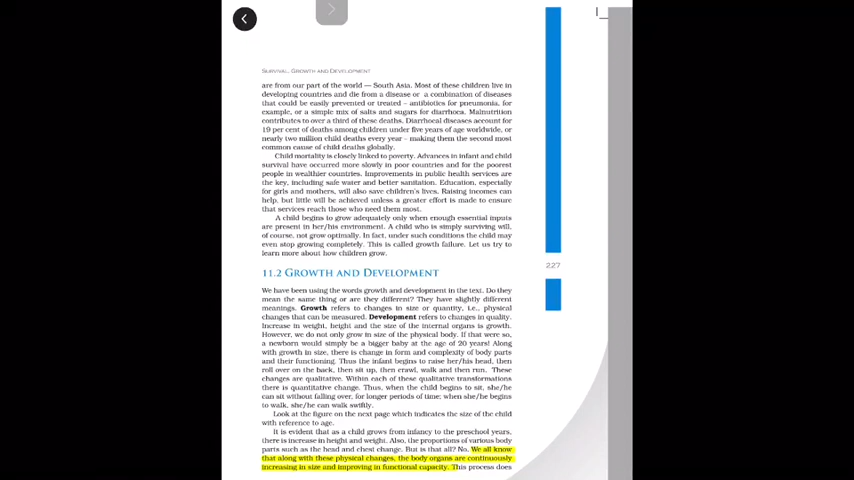 SURVIVAL, GROWTH AND DEVELOPMENT
are from our part of the world — South Asia. Most of these children live in
developing countries and die from a disease or a combination of diseases
that could be easily prevented or treated – antibiotics for pneumonia, for
example, or a simple mix of salts and sugars for diarrhoea. Malnutrition
contributes to over a third of these deaths. Diarrhoeal diseases account for
19 per cent of deaths among children under five years of age worldwide, or
nearly two million child deaths every year – making them the second most
common cause of child deaths globally.
Child mortality is closely linked to poverty. Advances in infant and child
survival have occurred more slowly in poor countries and for the poorest
people in wealthier countries. Improvements in public health services are
the key, including safe water and better sanitation. Education, especially
for girls and mothers, will also save children's lives. Raising incomes can
help, but little will be achieved unless a greater effort is made to ensure
that services reach those who need them most.
A child begins to grow adequately only when enough essential inputs
are present in her/his environment. A child who is simply surviving will,
of course, not grow optimally. In fact, under such conditions the child may
even stop growing completely. This is called growth failure. Let us try to
learn more about how children grow.
227
11.2 GROWTH AND DEVELOPMENT
We have been using the words growth and development in the text. Do they
mean the same thing or are they different? They have slightly different
meanings. Growth refers to changes in size or quantity, i.e., physical
changes that can be measured. Development refers to changes in quality.
Increase in weight, height and the size of the internal organs is growth.
However, we do not only grow in size of the physical body. If that were so,
a newborn would simply be a bigger baby at the age of 20 years! Along
with growth in size, there is change in form and complexity of body parts
and their functioning. Thus the infant begins to raise her/his head, then
roll over on the back, then sit up, then crawl, walk and then run. These
changes are qualitative. Within each of these qualitative transformations
there is quantitative change. Thus, when the child begins to sit, she/he
can sit without falling over, for longer periods of time; when she/he begins
to walk, she/he can walk swiftly.
Look at the figure on the next page which indicates the size of the child
with reference to age.
It is evident that as a child grows from infancy to the preschool years,
there is increase in height and weight. Also, the proportions of various body
parts such as the head and chest change. But is that all? No. We all know
that along with these physical changes, the body organs are continuously
increasing in size and improving in functional capacity. This process does